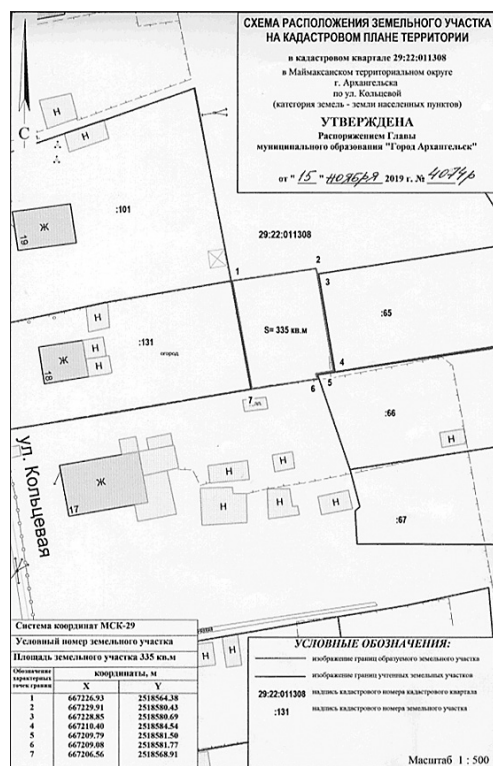 СХЕМА РАСПОЛОЖЕНИЯ ЗЕМЕЛЬНОГО УЧАСТКА
НА КАДАСТРОВОМ ПЛАНЕ ТЕРРИТОРИИ
в кадастровом квартале 29:22:011308
в Маймаксанском территориальном округе
г. Архангельска
по ул. Кольцевой
(категория земель - земли населенных пунктов)
УТВЕРЖДЕНА
Распоряжением Главы
муниципального образования "Город Архангельск"
от "15" ноября 2019 г. № 4074р
С
Н
Н
:101
Ж
19
29:22:011308
1
2
3
Н
:131
огород
S= 335 кв.м
:65
Ж
Н
Н
18
4
5
6
7
:66
Н
ул. Кольцевая
Ж
17
Н
Н
Н
Н
Н
:67
Система координат МСК-29
Условный номер земельного участка
Площадь земельного участка 335 кв.м
Обозначение характерных точек границ
координаты, м
X Y
1 667226.93 2518564.38
2 667229.91 2518580.43
3 667228.85 2518580.69
4 667210.40 2518584.54
5 667209.79 2518581.50
6 667209.08 2518581.77
7 667206.56 2518568.91
Н
Н
УСЛОВНЫЕ ОБОЗНАЧЕНИЯ:
изображение границ образуемого земельного участка
изображение границ учтенных земельных участков
29:22:011308 надпись кадастрового номера кадастрового квартала
:131 надпись кадастрового номера земельного участка
Масштаб 1 : 500